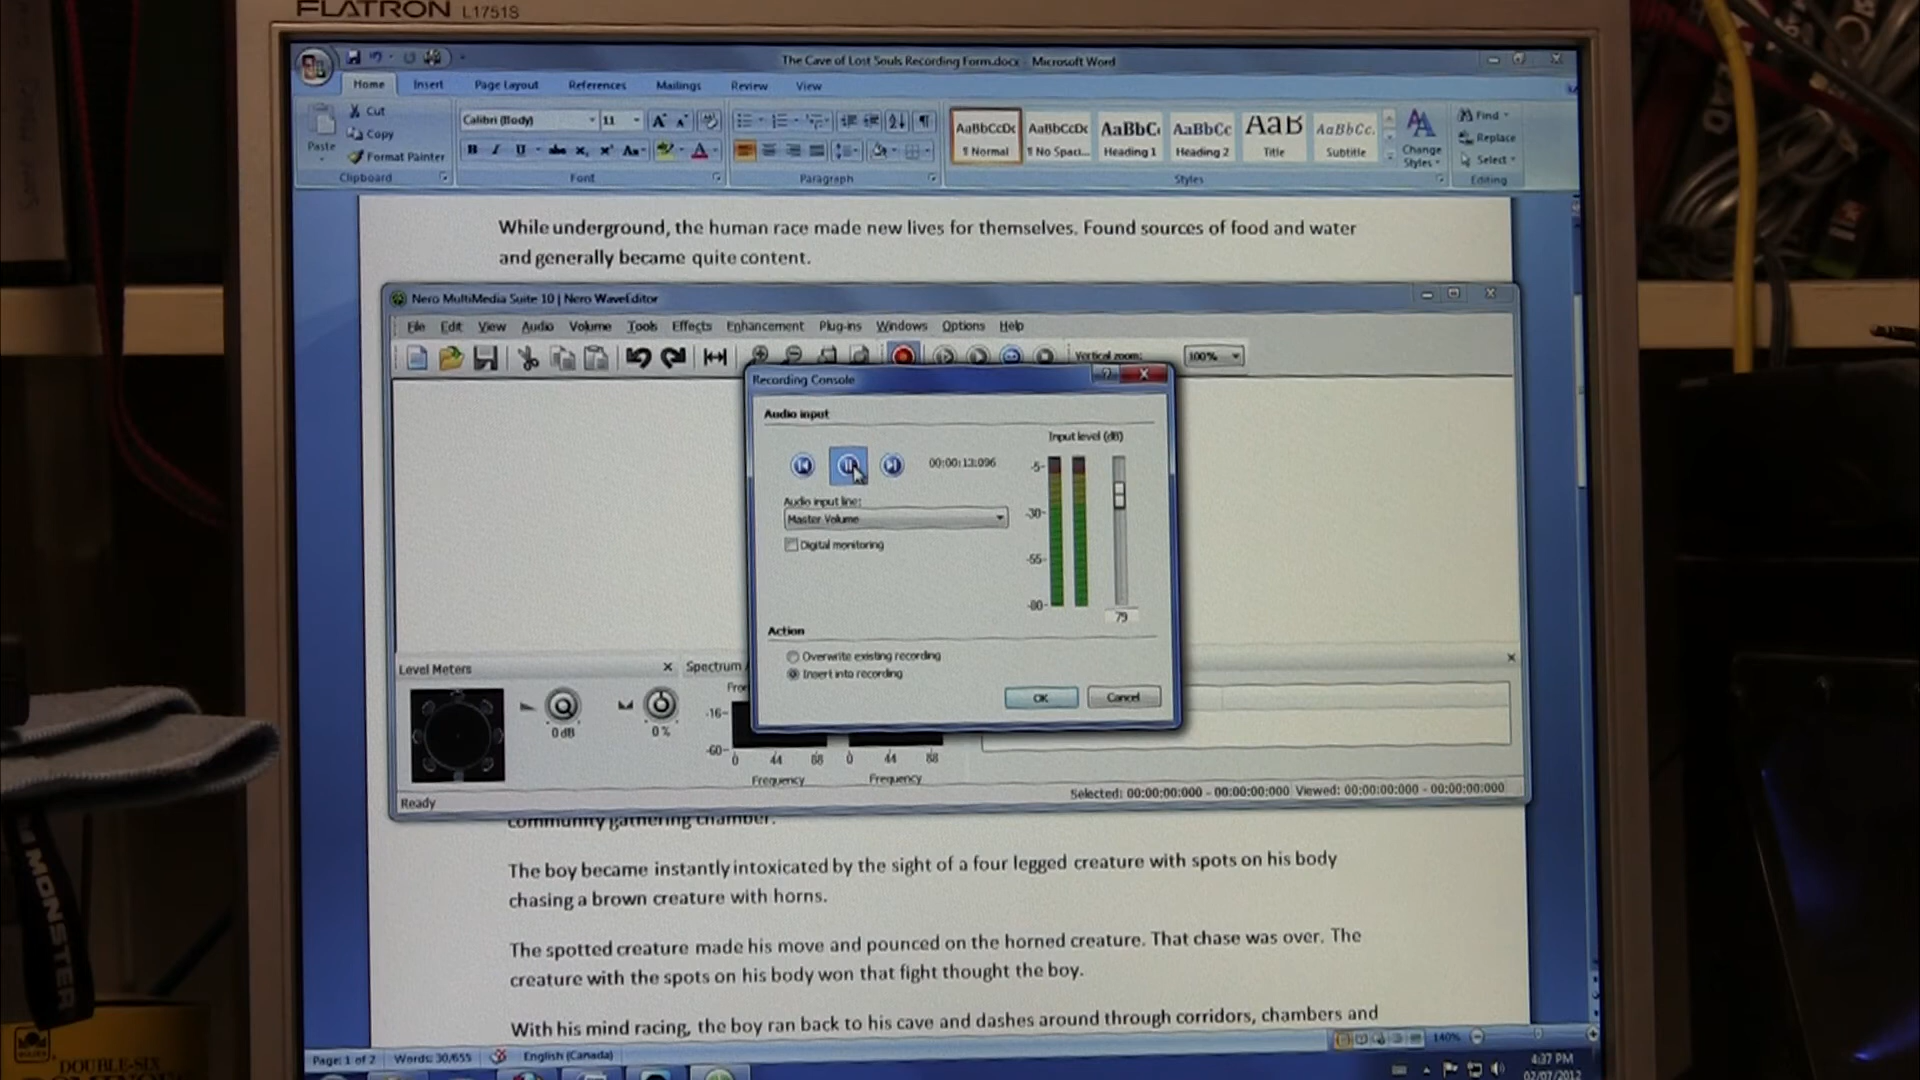 FLATRON L1751S
The Cave of Lost Souls Recording Form.docx - Microsoft Word
Home Insert Page Layout References Mailings Review View
Cut
Copy
Format Painter
Paste
Clipboard
Calibri (Body) 11
Font
Paragraph
AaBbCcDc AaBbCcDc AaBbC AaBbCc AaB AaBbCc.
¶ Normal ¶ No Spaci... Heading 1 Heading 2 Title Subtitle
Change Styles
Styles
Find
Replace
Select
Editing
While underground, the human race made new lives for themselves. Found sources of food and water
and generally became quite content.
Nero MultiMedia Suite 10 | Nero WaveEditor
File Edit View Audio Volume Tools Effects Enhancement Plug-ins Windows Options Help
Vertical zoom: 100%
Recording Console
Audio input
Input level (dB)
00:00:13:096
Audio input line:
Master Volume
Digital monitoring
-5-
-30-
-55-
-80-
79
Action
Overwrite existing recording
Insert into recording
OK Cancel
Level Meters
Spectrum
0 dB
0 %
-16-
-60-
0 44 88 0 44 88
Frequency Frequency
Ready
Selected: 00:00:00:000 - 00:00:00:000 Viewed: 00:00:00:000 - 00:00:00:000
community gathering chamber.
The boy became instantly intoxicated by the sight of a four legged creature with spots on his body
chasing a brown creature with horns.
The spotted creature made his move and pounced on the horned creature. That chase was over. The
creature with the spots on his body won that fight thought the boy.
With his mind racing, the boy ran back to his cave and dashes around through corridors, chambers and
Page: 1 of 2 Words: 30/655 English (Canada)
140%
4:37 PM
02/07/2012
MONSTER
DOUBLE-SIX